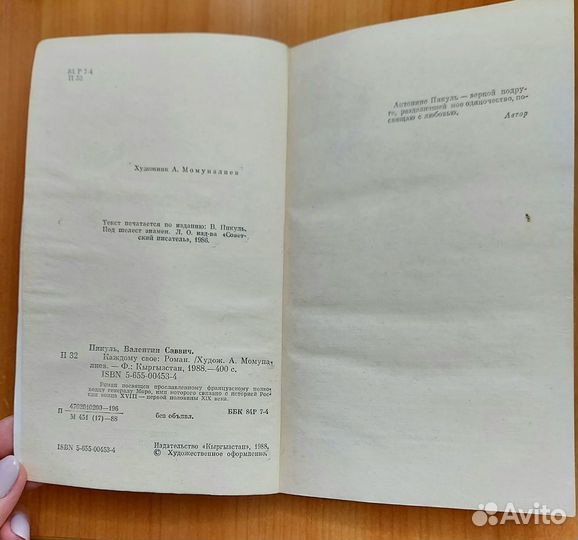 84 Р 7-4
П 32
Художник А. Момуналиев
Текст печатается по изданию: В. Пикуль.
Под шелест знамен. Л. О. изд-ва «Совет-
ский писатель», 1986.
Пикуль, Валентин Саввич.
П 32 Каждому свое: Роман. /Худож. А. Момуна-
лиев. — Ф.: Кыргызстан, 1988.—400 с.
ISBN 5-655-00453-4
Роман посвящен прославленному французскому полко-
водцу генералу Моро, имя которого связано с историей Рос-
сии конца XVIII — первой половины XIX века.
П 4702010200—196 без объявл. ББК 84Р 7-4
М 451 (17)—88
ISBN 5-655-00453-4
Издательство «Кыргызстан», 1988.
© Художественное оформление.
Антонине Пикуль — верной подру-
ге, разделившей мое одиночество, по-
свящаю с любовью.
Автор
Avito